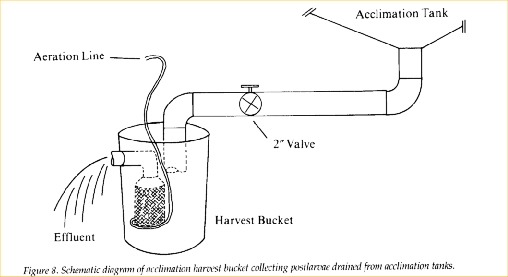 Acclimation Tank
Aeration Line
2" Valve
Harvest Bucket
Effluent
Figure 8. Schematic diagram of acclimation harvest bucket collecting postlarvae drained from acclimation tanks.